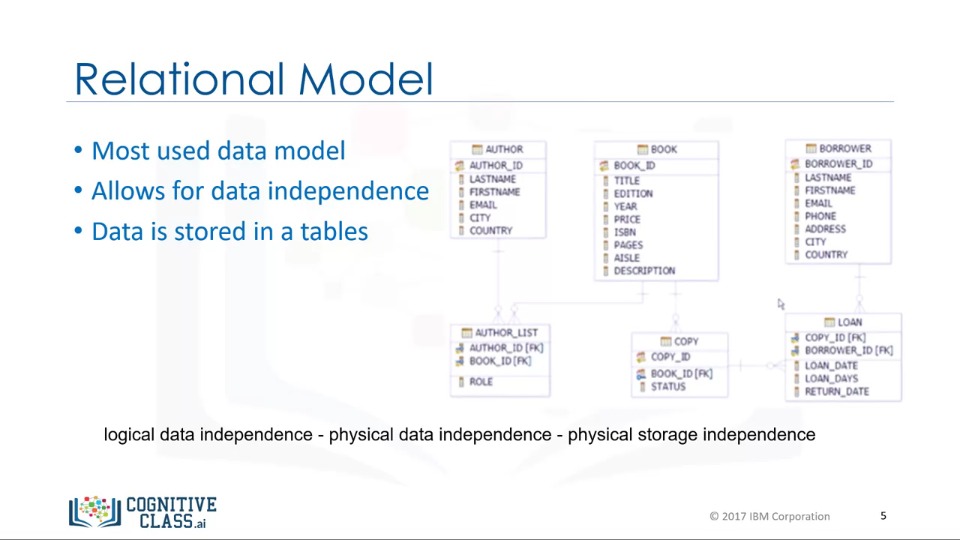 Relational Model
• Most used data model
• Allows for data independence
• Data is stored in a tables
AUTHOR
AUTHOR_ID
LASTNAME
FIRSTNAME
EMAIL
CITY
COUNTRY
BOOK
BOOK_ID
TITLE
EDITION
YEAR
PRICE
ISBN
PAGES
AISLE
DESCRIPTION
BORROWER
BORROWER_ID
LASTNAME
FIRSTNAME
EMAIL
PHONE
ADDRESS
CITY
COUNTRY
AUTHOR_LIST
AUTHOR_ID [FK]
BOOK_ID [FK]
ROLE
COPY
COPY_ID
BOOK_ID [FK]
STATUS
LOAN
COPY_ID [FK]
BORROWER_ID [FK]
LOAN_DATE
LOAN_DAYS
RETURN_DATE
logical data independence - physical data independence - physical storage independence
COGNITIVE
CLASS.ai
© 2017 IBM Corporation
5